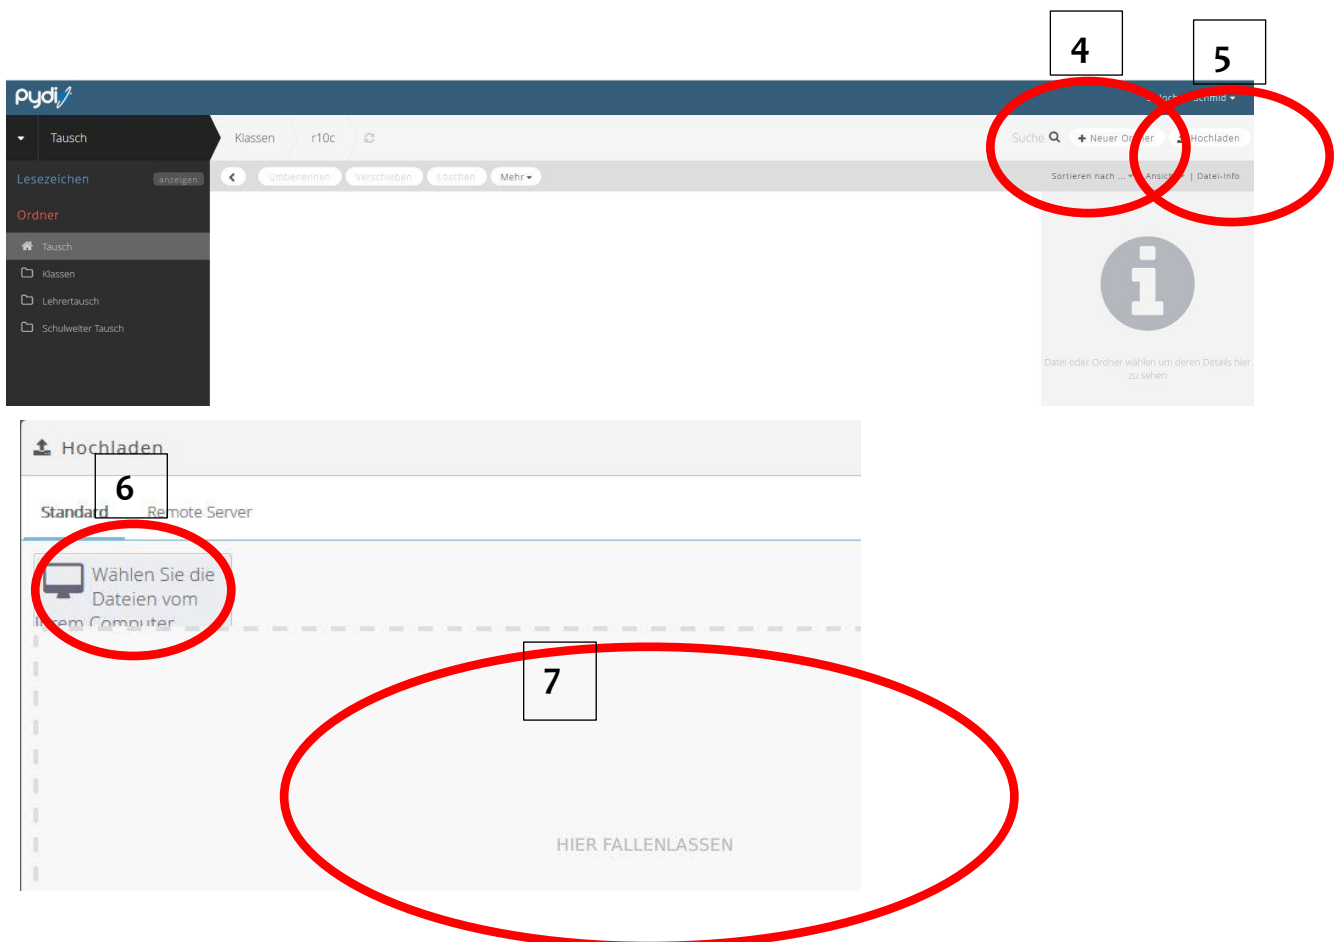 4
5
pydi
Tausch
Klassen
r10c
Suche
+ Neuer Ordner
Hochladen
Lesezeichen
anzeigen
Umbenennen
Verschieben
Löschen
Mehr
Sortieren nach ...
Ansicht
| Datei-Info
Ordner
Tausch
Klassen
Lehrertausch
Schulweiter Tausch
Datei oder Ordner wählen um deren Details hier
zu sehen
Hochladen
6
Standard
Remote Server
Wählen Sie die
Dateien vom
Ihrem Computer
7
HIER FALLENLASSEN